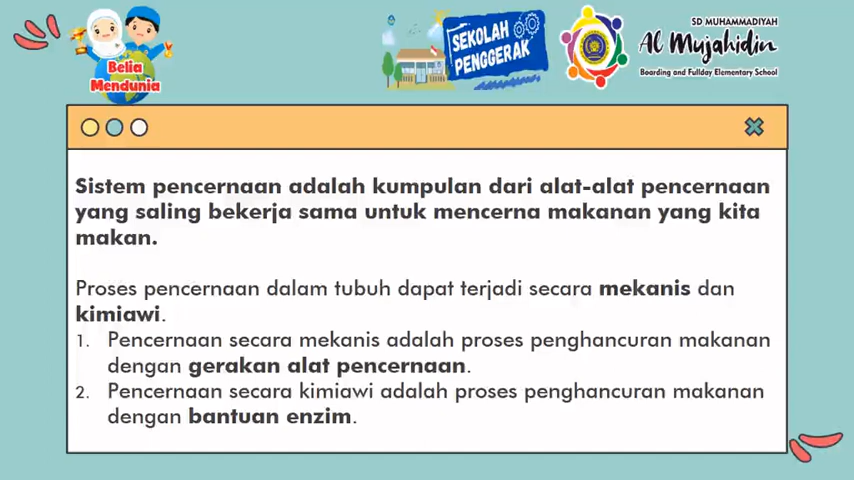 Belia
Mendunia
SEKOLAH
PENGGERAK
SD MUHAMMADIYAH
Al Mujahidin
Boarding and Fullday Elementary School
Sistem pencernaan adalah kumpulan dari alat-alat pencernaan
yang saling bekerja sama untuk mencerna makanan yang kita
makan.
Proses pencernaan dalam tubuh dapat terjadi secara mekanis dan
kimiawi.
1. Pencernaan secara mekanis adalah proses penghancuran makanan
dengan gerakan alat pencernaan.
2. Pencernaan secara kimiawi adalah proses penghancuran makanan
dengan bantuan enzim.